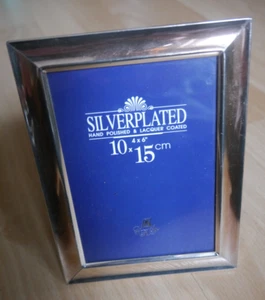 SILVERPLATED
HAND POLISHED & LACQUER COATED
4 x 6"
10 x 15 cm